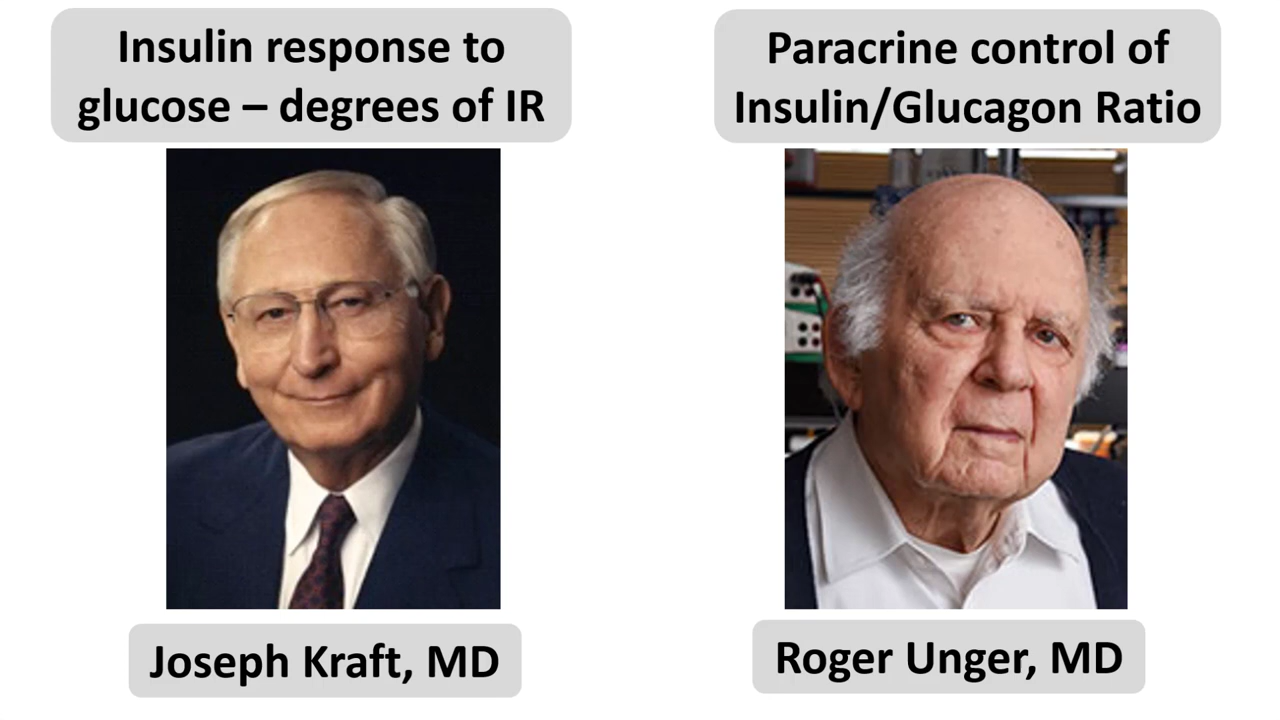 Insulin response to
glucose – degrees of IR
Paracrine control of
Insulin/Glucagon Ratio
Joseph Kraft, MD
Roger Unger, MD